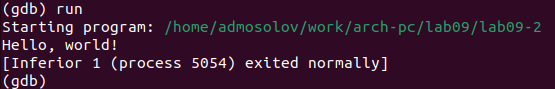 (gdb) run
Starting program: /home/admosolov/work/arch-pc/lab09/lab09-2
Hello, world!
[Inferior 1 (process 5054) exited normally]
(gdb)